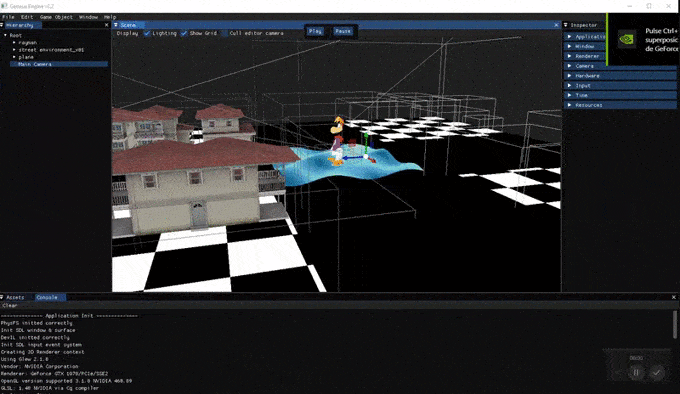 Genous Engine v0.2
File Edit Game Object Window Help
Hierarchy
Root
rayman
street environment_v01
plane
Main Camera
Scene
Display Lighting Show Grid Cull editor camera
Play Pause
Inspector
Application
Window
Renderer
Camera
Hardware
Input
Time
Resources
Pulse Ctrl+
superposic
de GeForce
Assets Console
Clear
-------------- Application Init --------------
PhysFS initted correctly
Init SDL window & surface
DevIL initted correctly
Init SDL input event system
Creating 3D Renderer context
Using Glew 2.1.0
Vendor: NVIDIA Corporation
Renderer: GeForce GTX 1070/PCIe/SSE2
OpenGL version supported 3.1.0 NVIDIA 460.89
GLSL: 1.40 NVIDIA via Cg compiler